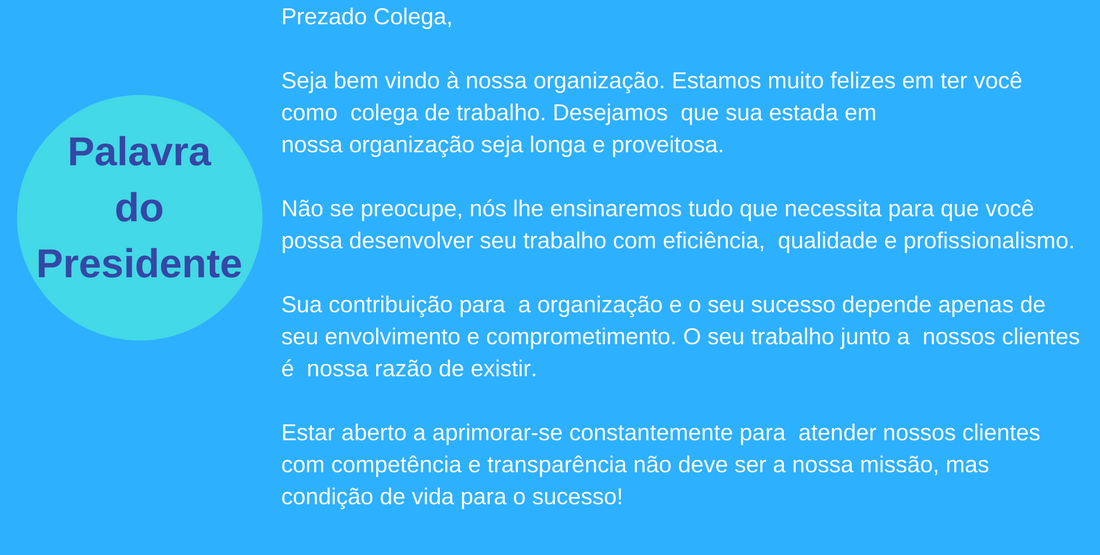 Palavra
do
Presidente
Prezado Colega,
Seja bem vindo à nossa organização. Estamos muito felizes em ter você
como  colega de trabalho. Desejamos  que sua estada em
nossa organização seja longa e proveitosa.
Não se preocupe, nós lhe ensinaremos tudo que necessita para que você
possa desenvolver seu trabalho com eficiência,  qualidade e profissionalismo.
Sua contribuição para  a organização e o seu sucesso depende apenas de
seu envolvimento e comprometimento. O seu trabalho junto a  nossos clientes
é  nossa razão de existir.
Estar aberto a aprimorar-se constantemente para  atender nossos clientes
com competência e transparência não deve ser a nossa missão, mas
condição de vida para o sucesso!